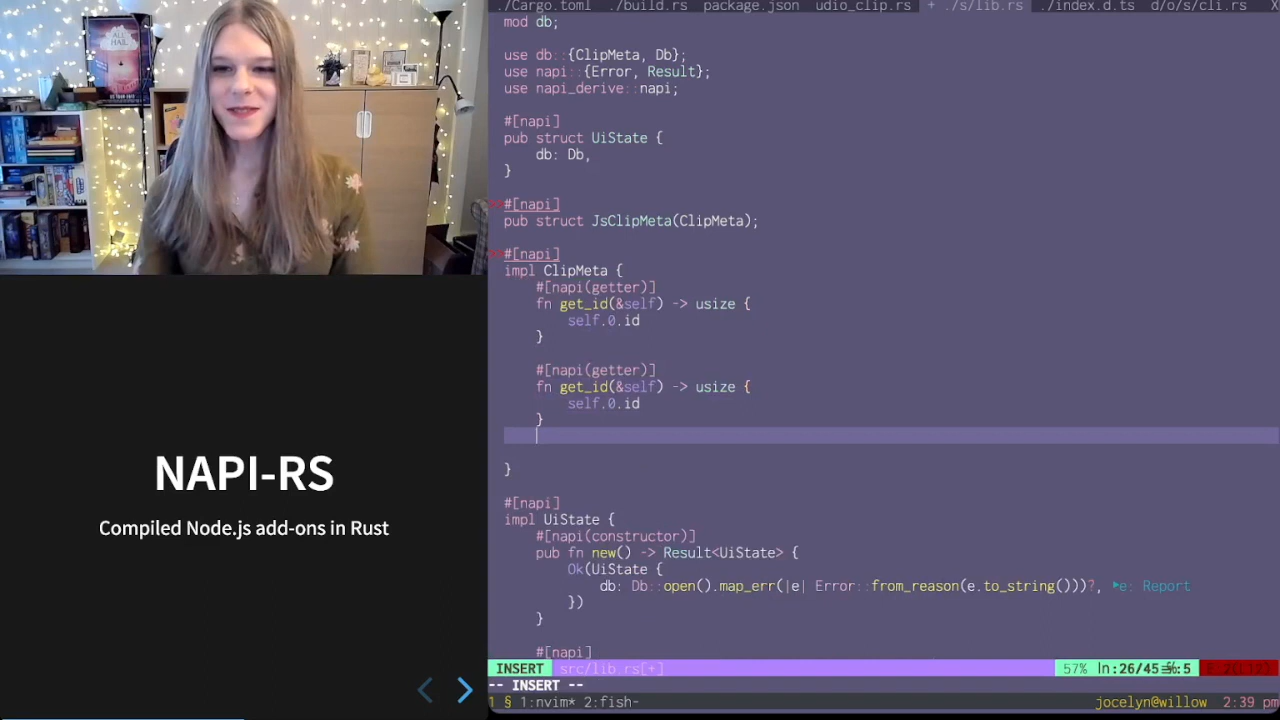 ./Cargo.toml ./build.rs package.json udio_clip.rs + ./s/lib.rs ./index.d.ts d/o/s/cli.rs X
mod db;
use db::{ClipMeta, Db};
use napi::{Error, Result};
use napi_derive::napi;
#[napi]
pub struct UiState {
db: Db,
}
>>#[napi]
pub struct JsClipMeta(ClipMeta);
>>#[napi]
impl ClipMeta {
#[napi(getter)]
fn get_id(&self) -> usize {
self.0.id
}
#[napi(getter)]
fn get_id(&self) -> usize {
self.0.id
}
}
#[napi]
impl UiState {
#[napi(constructor)]
pub fn new() -> Result<UiState> {
Ok(UiState {
db: Db::open().map_err(|e| Error::from_reason(e.to_string()))?, ▸e: Report
})
}
#[napi]
INSERT src/lib.rs[+] 57% ln:26/45
-- INSERT --
1 § 1:nvim* 2:fish- jocelyn@willow 2:39 pm
ALL HAIL
NAPI-RS
Compiled Node.js add-ons in Rust